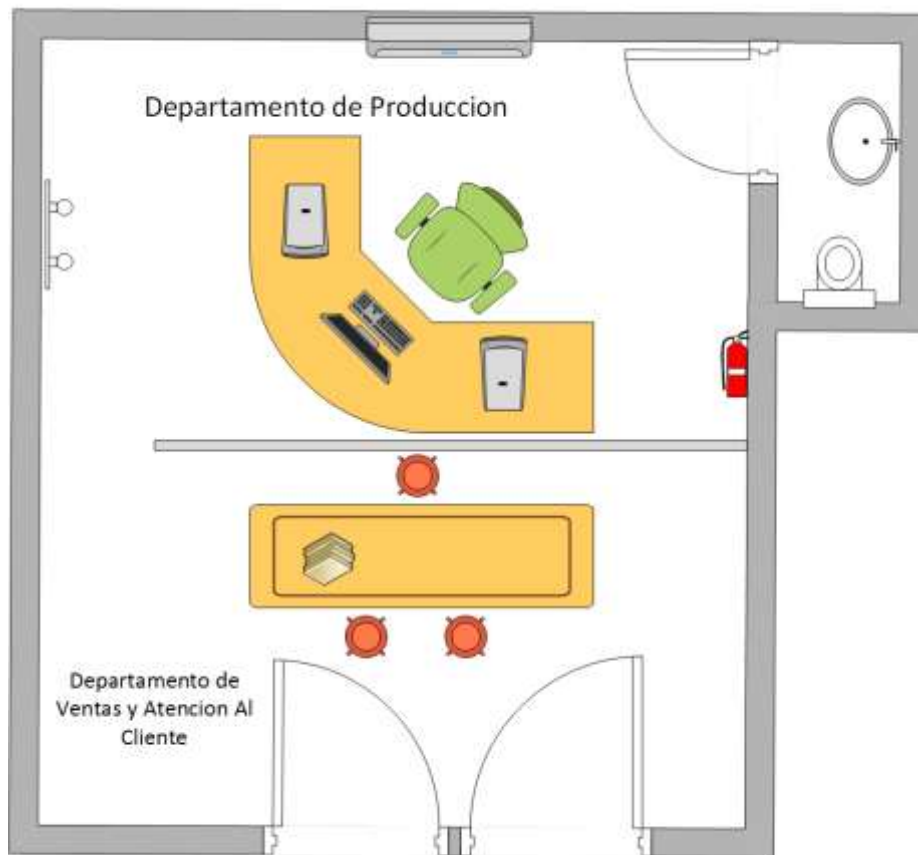 Departamento de Produccion
Departamento de
Ventas y Atencion Al
Cliente